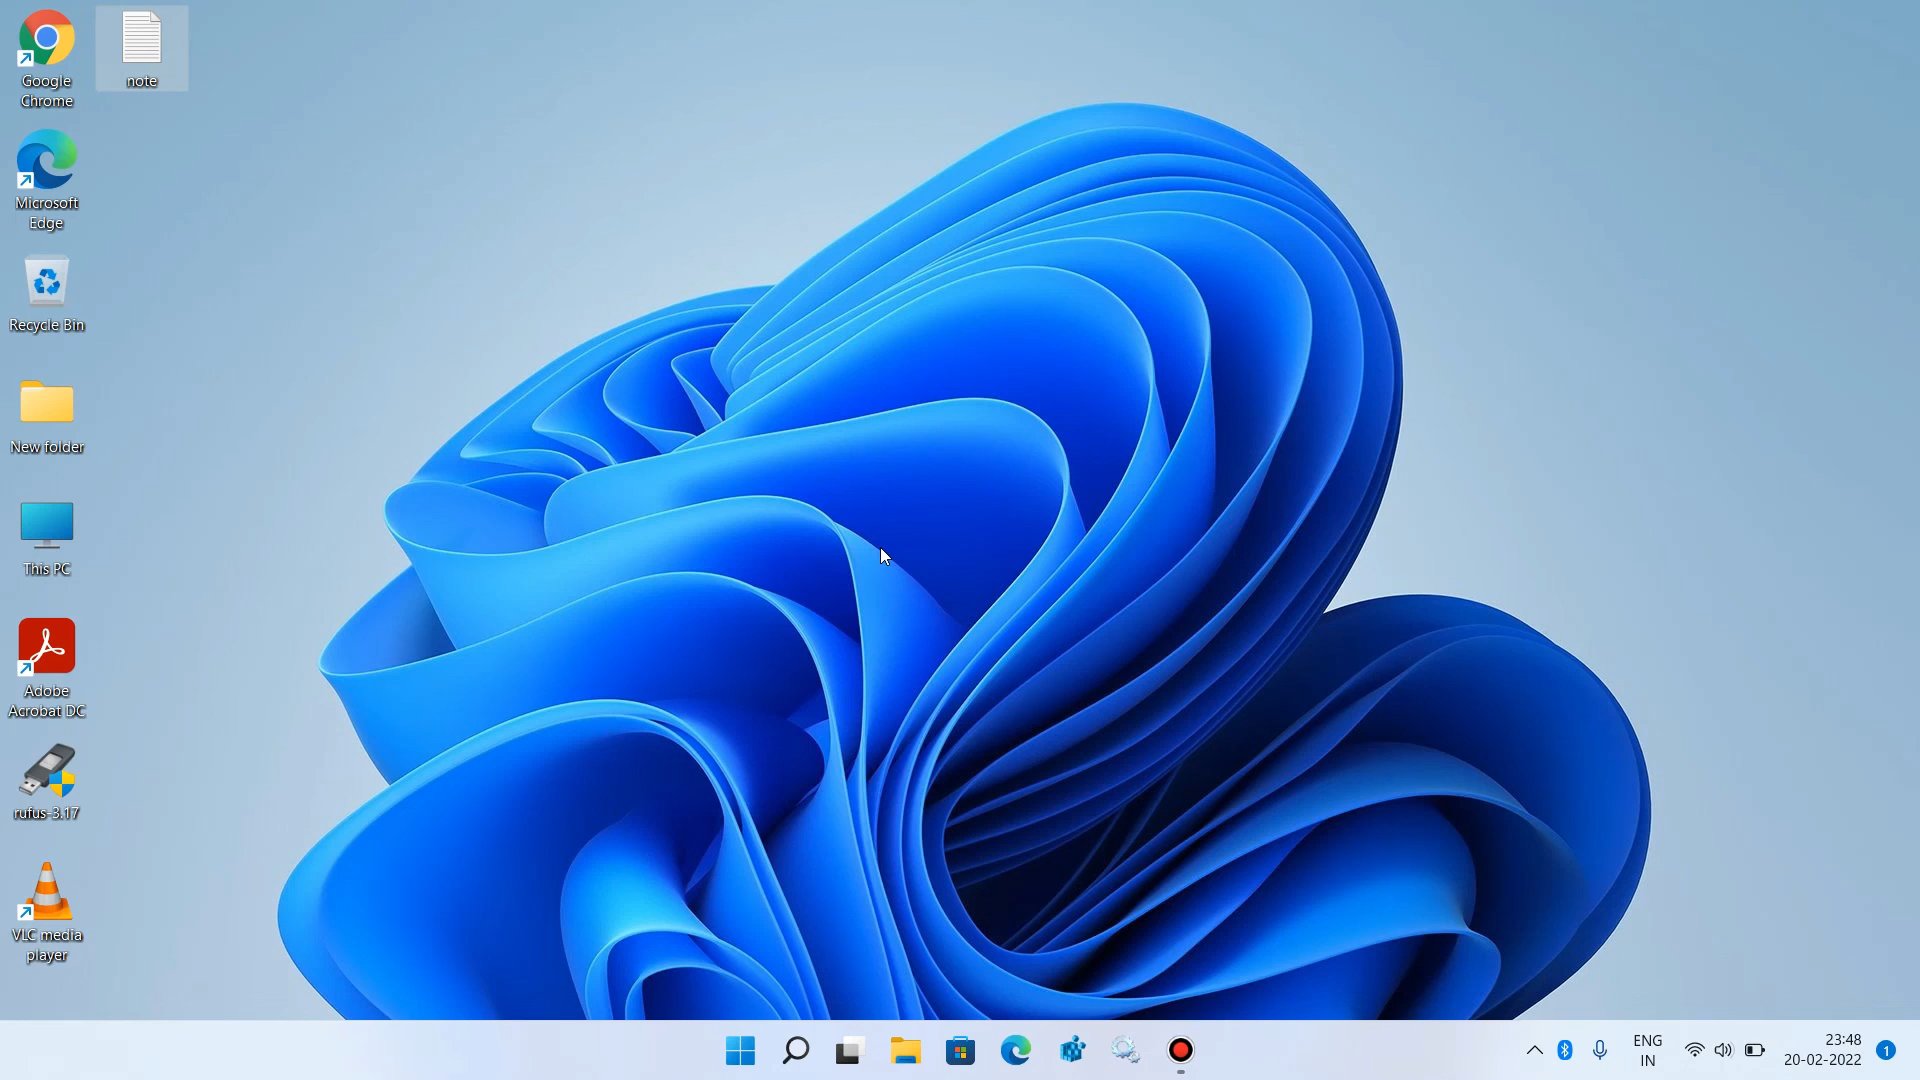 Google
Chrome
note
Microsoft
Edge
Recycle Bin
New folder
This PC
Adobe
Acrobat DC
rufus-3.17
VLC media
player
ENG
IN
23:48
20-02-2022
1